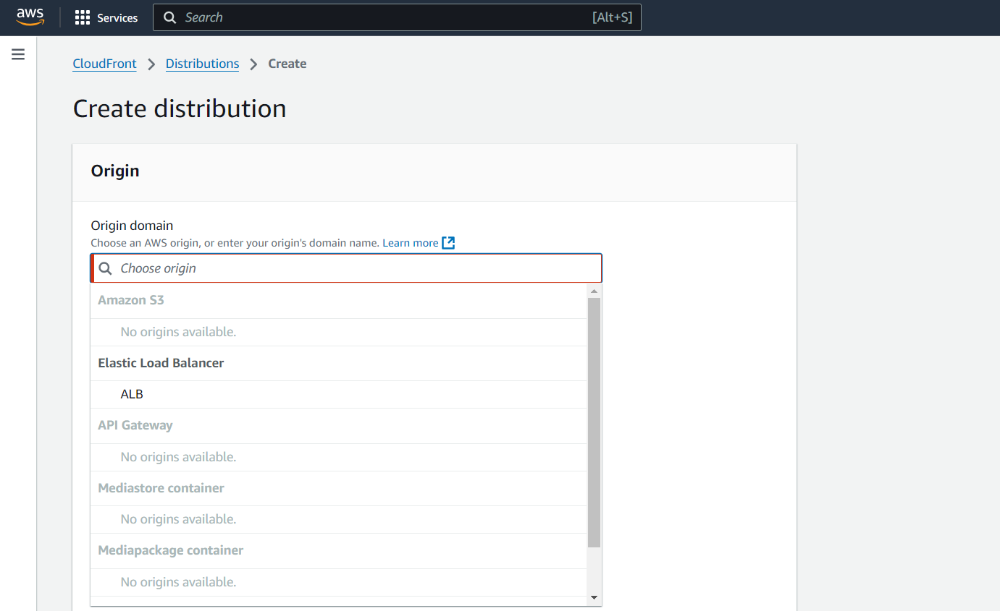 aws Services Search [Alt+S]
CloudFront Distributions Create
Create distribution
Origin
Origin domain
Choose an AWS origin, or enter your origin's domain name. Learn more
Choose origin
Amazon S3
No origins available.
Elastic Load Balancer
ALB
API Gateway
No origins available.
Mediastore container
No origins available.
Mediapackage container
No origins available.